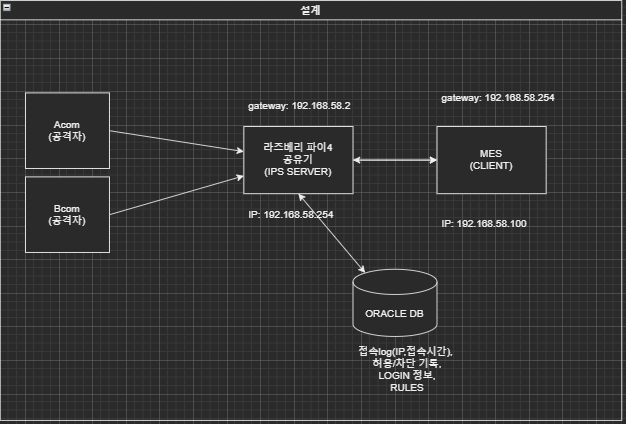 설계
gateway: 192.168.58.2
gateway: 192.168.58.254
Acom
(공격자)
라즈베리 파이4
공유기
(IPS SERVER)
MES
(CLIENT)
Bcom
(공격자)
IP: 192.168.58.254
IP: 192.168.58.100
ORACLE DB
접속log(IP,접속시간),
허용/차단 기록,
LOGIN 정보,
RULES